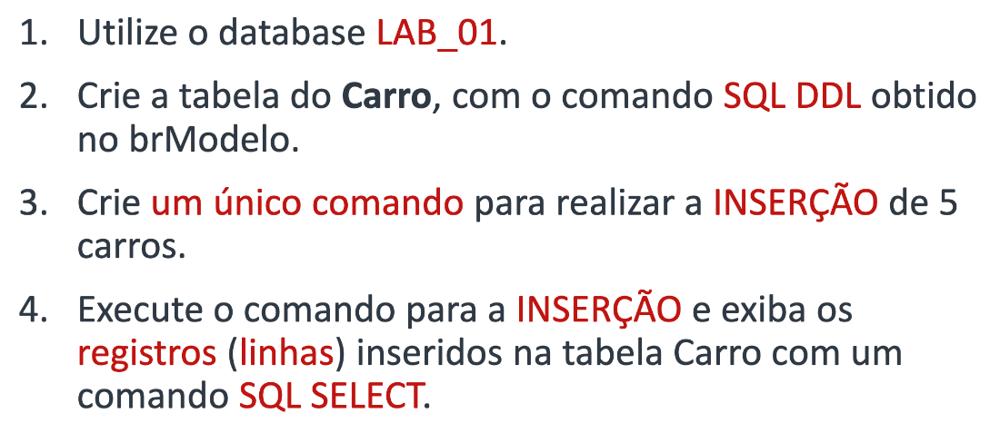 1. Utilize o database LAB_01.
2. Crie a tabela do Carro, com o comando SQL DDL obtido
no brModelo.
3. Crie um único comando para realizar a INSERÇÃO de 5
carros.
4. Execute o comando para a INSERÇÃO e exiba os
registros (linhas) inseridos na tabela Carro com um
comando SQL SELECT.